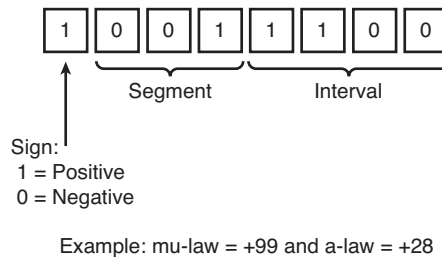 1 0 0 1 1 1 0 0
Segment Interval
Sign:
1 = Positive
0 = Negative
Example: mu-law = +99 and a-law = +28